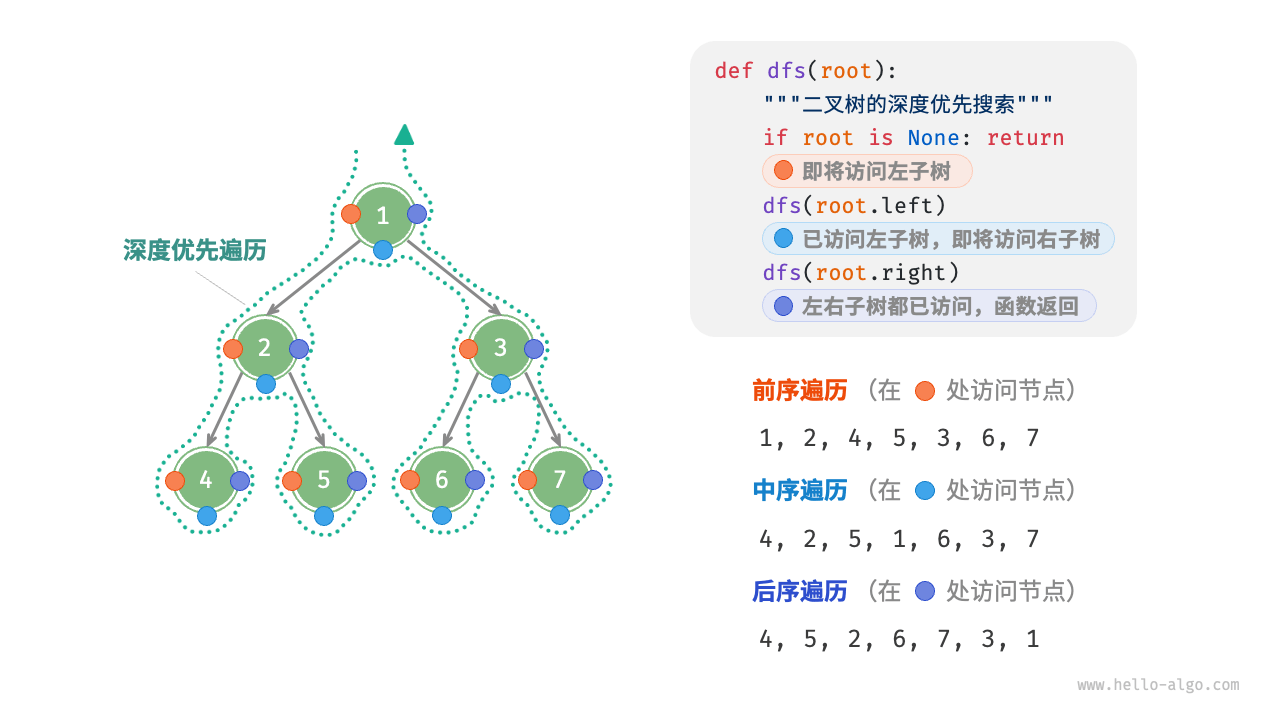 深度优先遍历
1
2
3
4
5
6
7
def dfs(root):
"""二叉树的深度优先搜索"""
if root is None: return
即将访问左子树
dfs(root.left)
已访问左子树，即将访问右子树
dfs(root.right)
左右子树都已访问，函数返回
前序遍历（在 处访问节点）
1, 2, 4, 5, 3, 6, 7
中序遍历（在 处访问节点）
4, 2, 5, 1, 6, 3, 7
后序遍历（在 处访问节点）
4, 5, 2, 6, 7, 3, 1
www.hello-algo.com